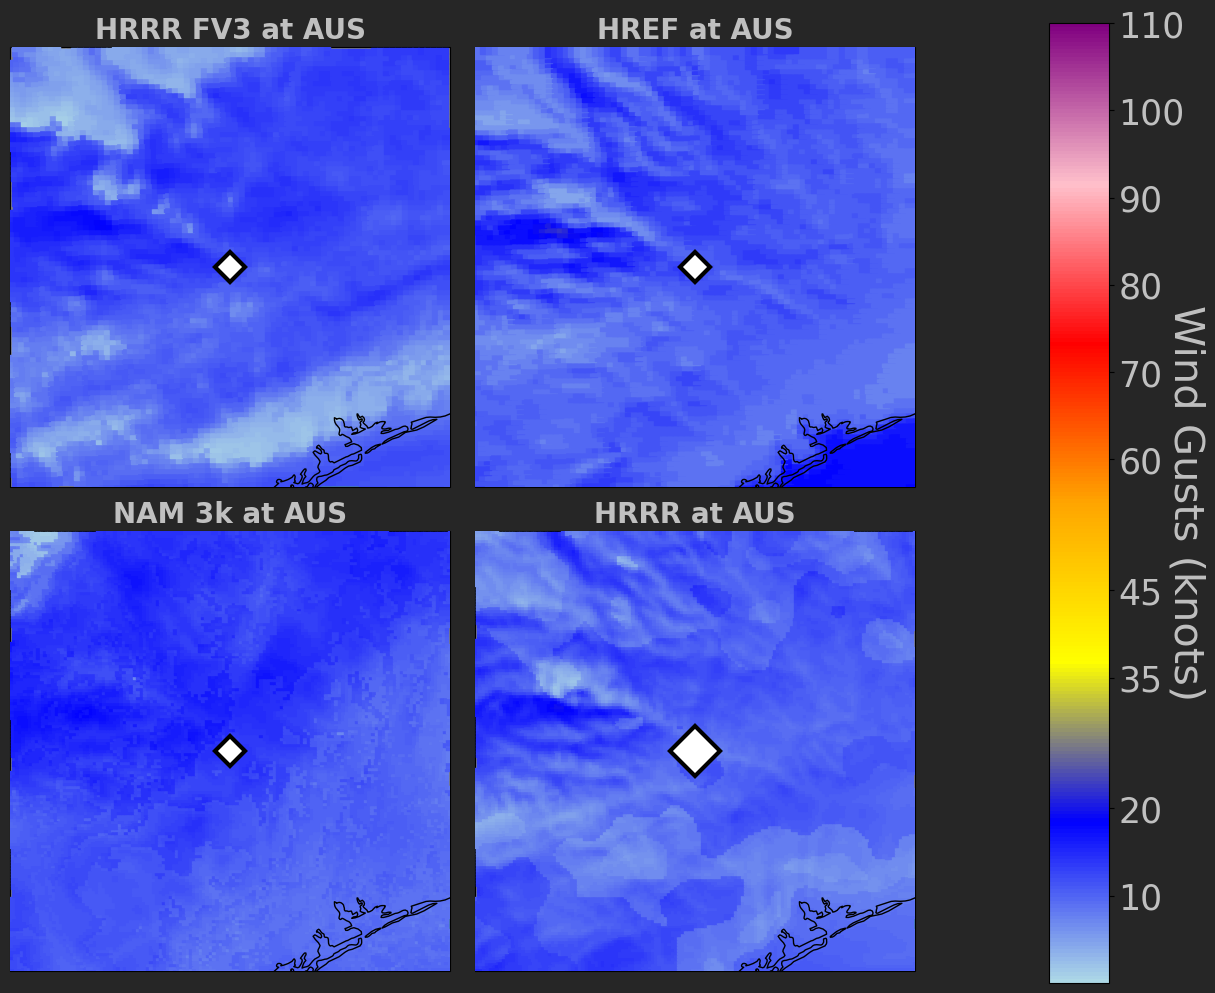 HRRR FV3 at AUS
HREF at AUS
NAM 3k at AUS
HRRR at AUS
110
100
90
80
70
60
45
35
20
10
Wind Gusts (knots)